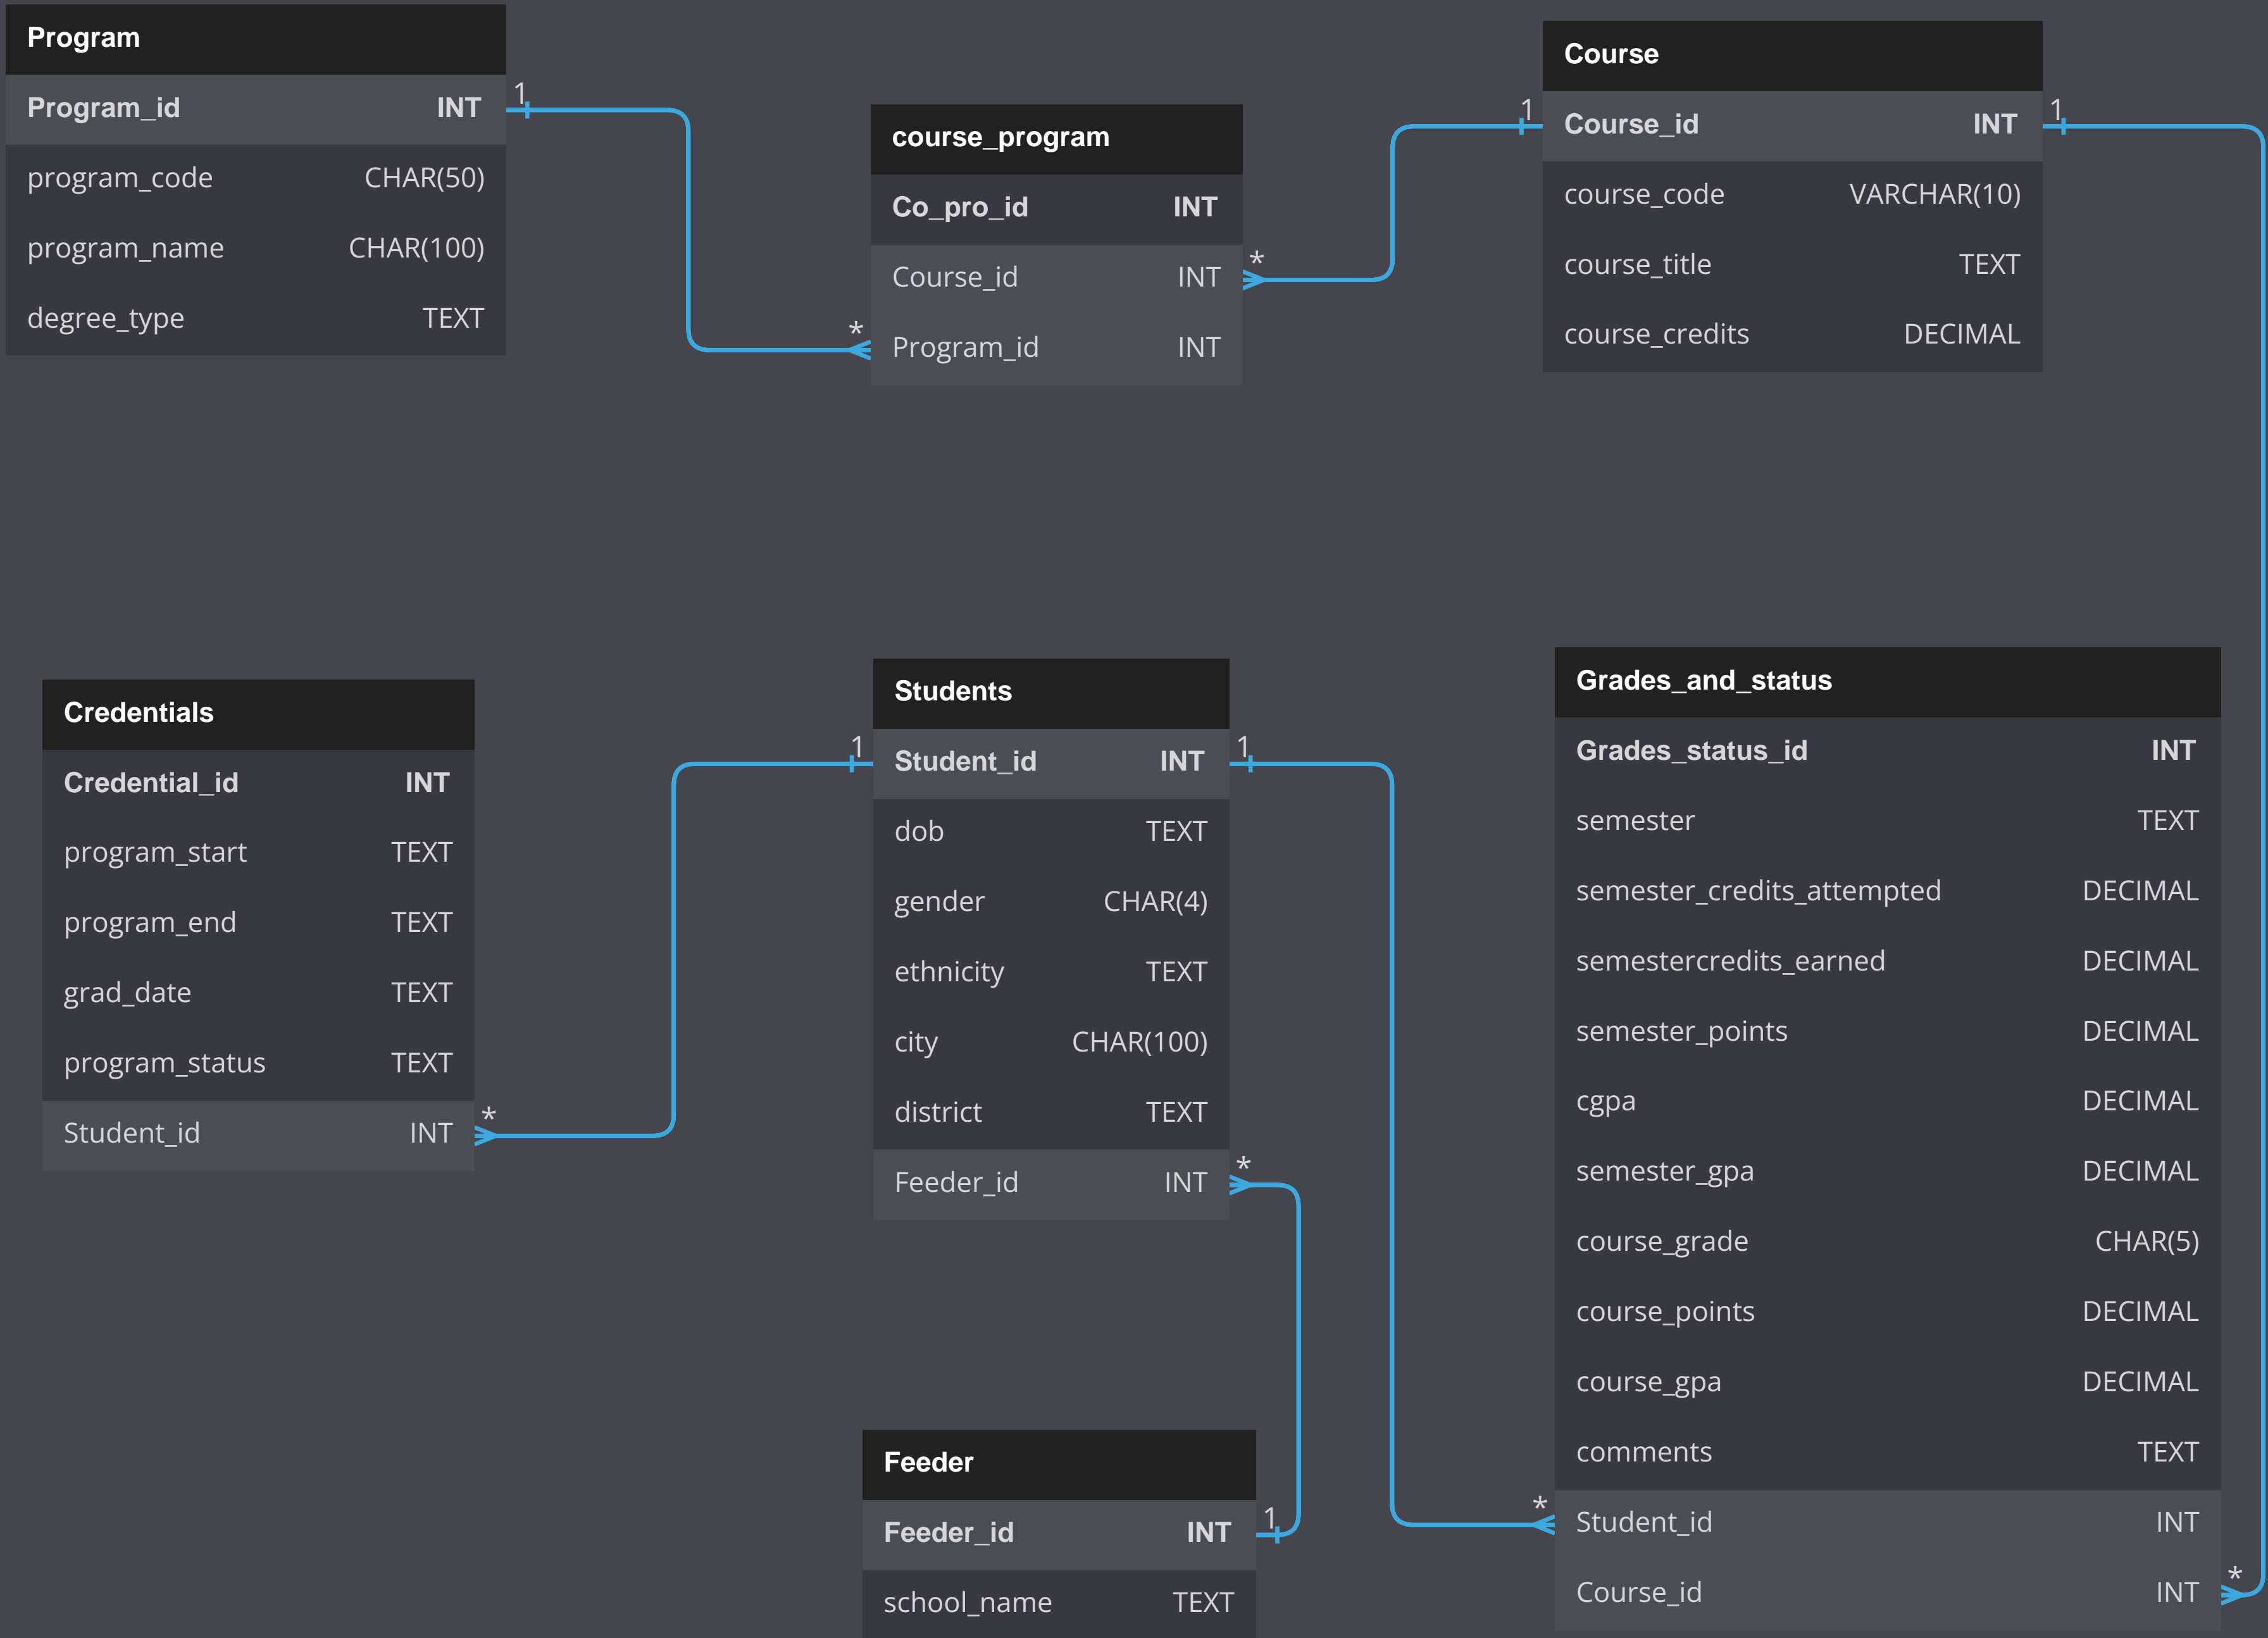 Program
Program_id INT
program_code CHAR(50)
program_name CHAR(100)
degree_type TEXT
1
*
course_program
Co_pro_id INT
Course_id INT
Program_id INT
*
1
Course
Course_id INT
course_code VARCHAR(10)
course_title TEXT
course_credits DECIMAL
1
Credentials
Credential_id INT
program_start TEXT
program_end TEXT
grad_date TEXT
program_status TEXT
Student_id INT
*
1
Students
Student_id INT
dob TEXT
gender CHAR(4)
ethnicity TEXT
city CHAR(100)
district TEXT
Feeder_id INT
1
*
Feeder
Feeder_id INT
school_name TEXT
1
Grades_and_status
Grades_status_id INT
semester TEXT
semester_credits_attempted DECIMAL
semestercredits_earned DECIMAL
semester_points DECIMAL
cgpa DECIMAL
semester_gpa DECIMAL
course_grade CHAR(5)
course_points DECIMAL
course_gpa DECIMAL
comments TEXT
Student_id INT
Course_id INT
*
*